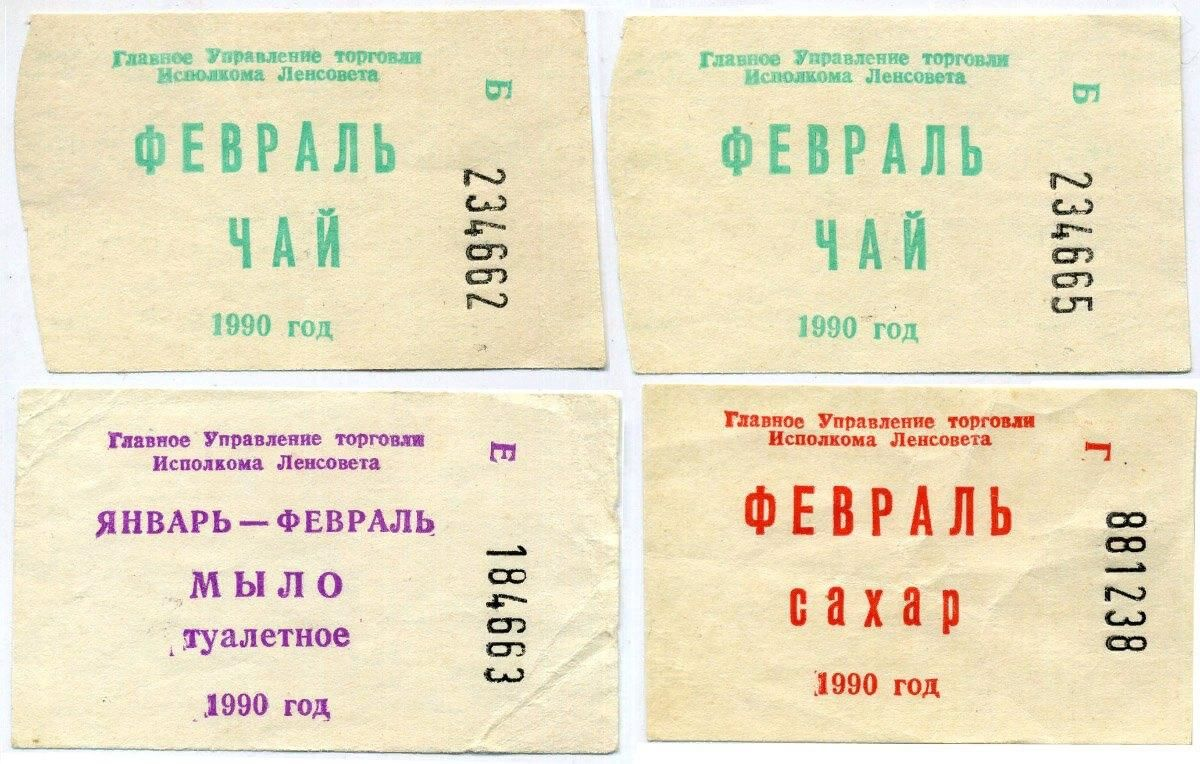 Главное Управление торговли
Исполкома Ленсовета
ФЕВРАЛЬ
ЧАЙ
1990 год
Б
234662
Главное Управление торговли
Исполкома Ленсовета
ФЕВРАЛЬ
ЧАЙ
1990 год
Б
234665
Главное Управление торговли
Исполкома Ленсовета
ЯНВАРЬ — ФЕВРАЛЬ
МЫЛО
туалетное
1990 год
Е
184663
Главное Управление торговли
Исполкома Ленсовета
ФЕВРАЛЬ
сахар
1990 год
Г
881238